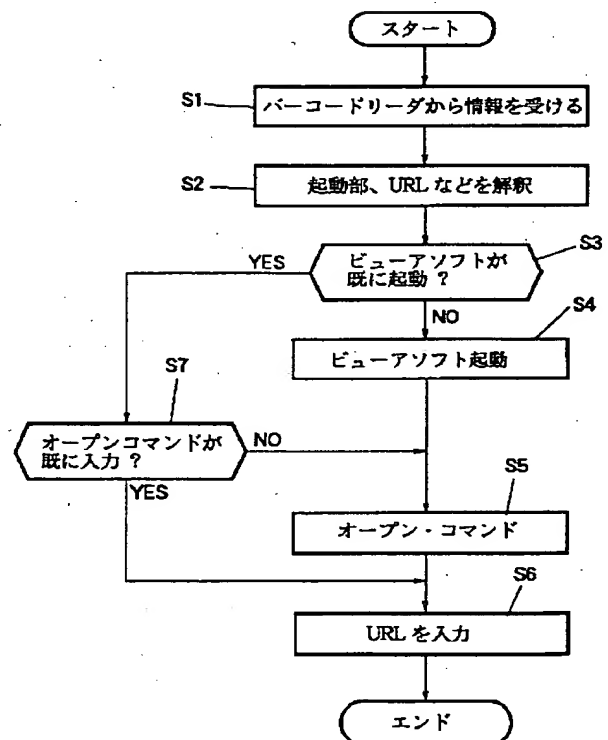 スタート
S1
バーコードリーダから情報を受ける
S2
起動部、URLなどを解釈
S3
ビューアソフトが
既に起動 ?
YES
NO
S4
ビューアソフト起動
S7
オープンコマンドが
既に入力 ?
NO
YES
S5
オープン・コマンド
S6
URLを入力
エンド